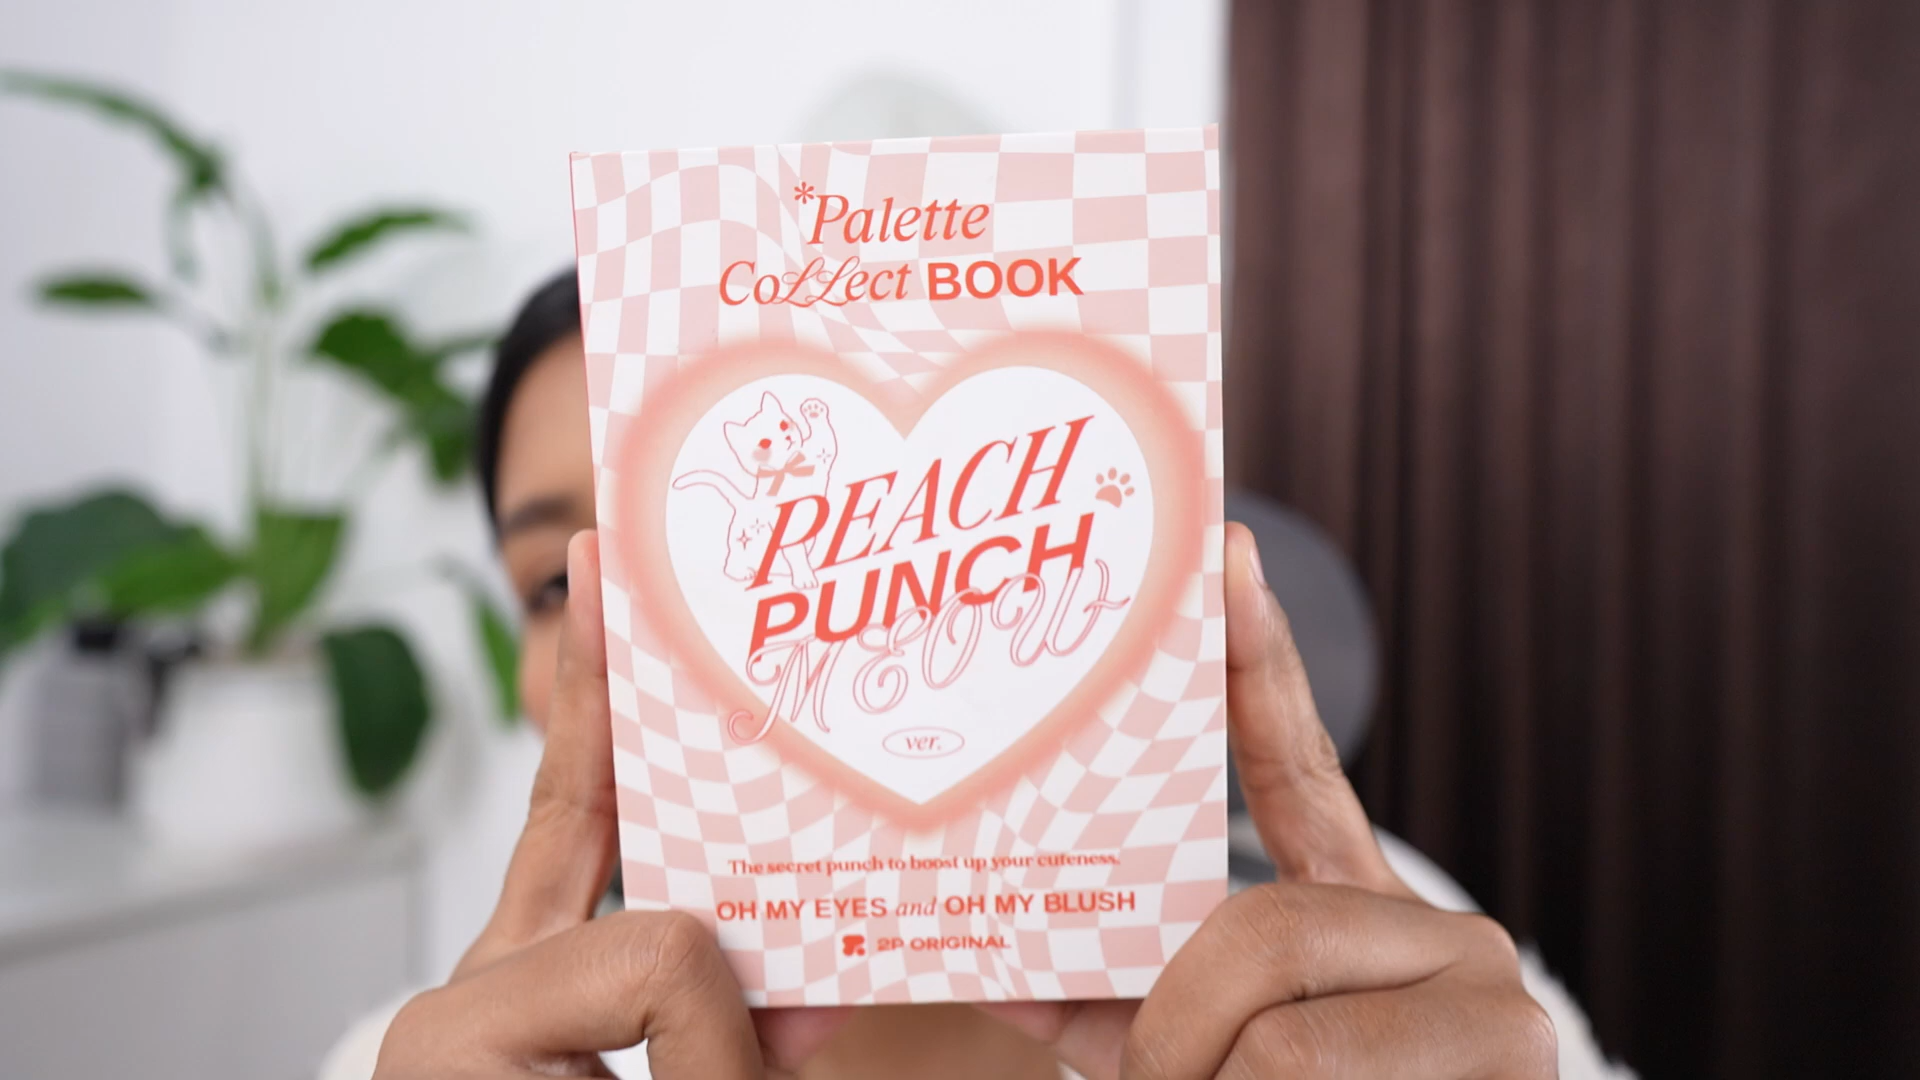 *Palette
Collect BOOK
PEACH
PUNCH
MEOW
ver.
The secret punch to boost up your cuteness.
OH MY EYES and OH MY BLUSH
2P ORIGINAL